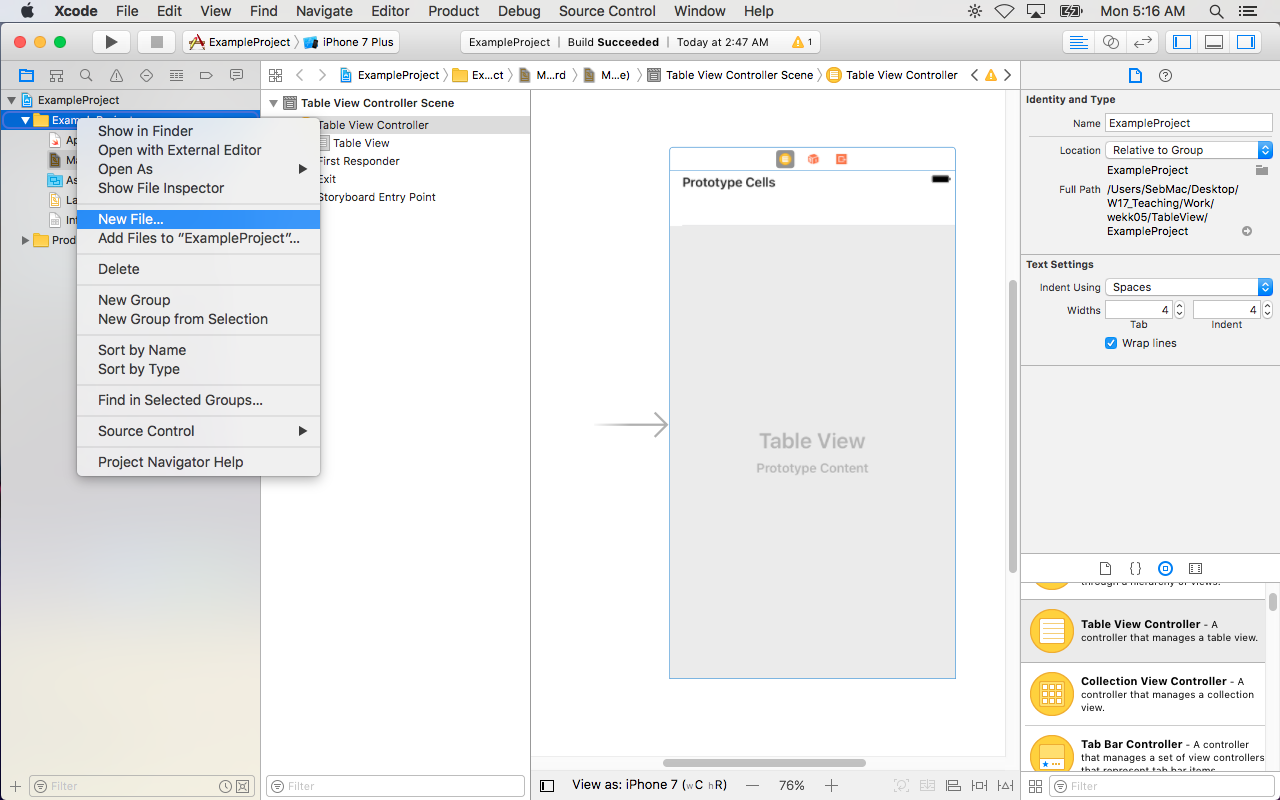 Xcode File Edit View Find Navigate Editor Product Debug Source Control Window Help Mon 5:16 AM
ExampleProject iPhone 7 Plus ExampleProject | Build Succeeded | Today at 2:47 AM 1
ExampleProject Ex...ct M...rd M...e) Table View Controller Scene Table View Controller
ExampleProject
Show in Finder
Open with External Editor
Open As
Show File Inspector
New File...
Add Files to “ExampleProject”...
Delete
New Group
New Group from Selection
Sort by Name
Sort by Type
Find in Selected Groups...
Source Control
Project Navigator Help
Filter
Table View Controller Scene
Table View Controller
Table View
First Responder
Exit
Storyboard Entry Point
Filter
Prototype Cells
Table View
Prototype Content
View as: iPhone 7 (wC hR) — 76% +
Identity and Type
Name ExampleProject
Location Relative to Group
ExampleProject
Full Path /Users/SebMac/Desktop/
W17_Teaching/Work/
wekk05/TableView/
ExampleProject
Text Settings
Indent Using Spaces
Widths 4 4
Tab Indent
Wrap lines
through a hierarchy of views.
Table View Controller - A
controller that manages a table view.
Collection View Controller - A
controller that manages a collection
view.
Tab Bar Controller - A controller
that manages a set of view controllers
that represent tab bar items.
Filter